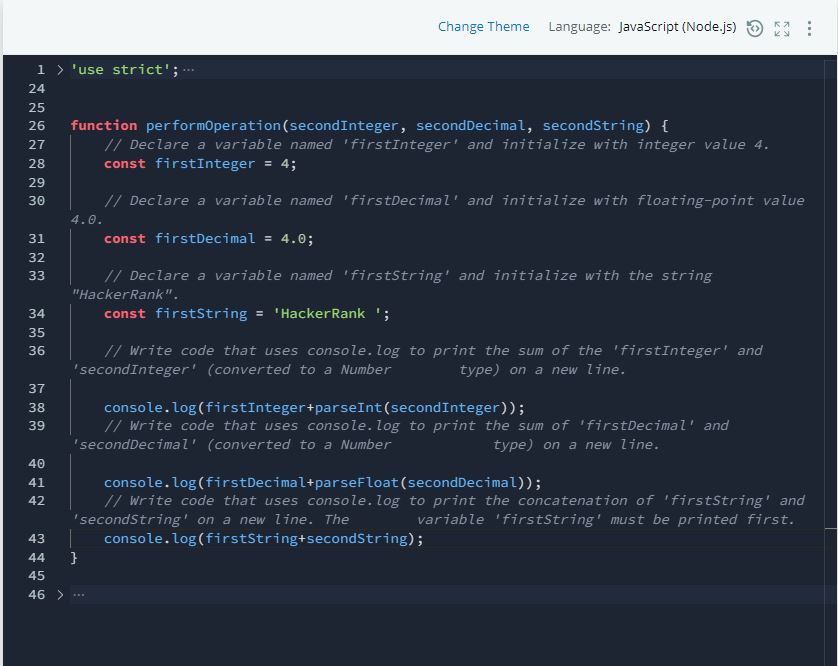 Change Theme Language: JavaScript (Node.js)
1 > 'use strict'; ···
24
25
26 function performOperation(secondInteger, secondDecimal, secondString) {
27 // Declare a variable named 'firstInteger' and initialize with integer value 4.
28 const firstInteger = 4;
29
30 // Declare a variable named 'firstDecimal' and initialize with floating-point value
4.0.
31 const firstDecimal = 4.0;
32
33 // Declare a variable named 'firstString' and initialize with the string
"HackerRank".
34 const firstString = 'HackerRank ';
35
36 // Write code that uses console.log to print the sum of the 'firstInteger' and
'secondInteger' (converted to a Number        type) on a new line.
37
38 console.log(firstInteger+parseInt(secondInteger));
39 // Write code that uses console.log to print the sum of 'firstDecimal' and
'secondDecimal' (converted to a Number            type) on a new line.
40
41 console.log(firstDecimal+parseFloat(secondDecimal));
42 // Write code that uses console.log to print the concatenation of 'firstString' and
'secondString' on a new line. The        variable 'firstString' must be printed first.
43 console.log(firstString+secondString);
44 }
45
46 > ···